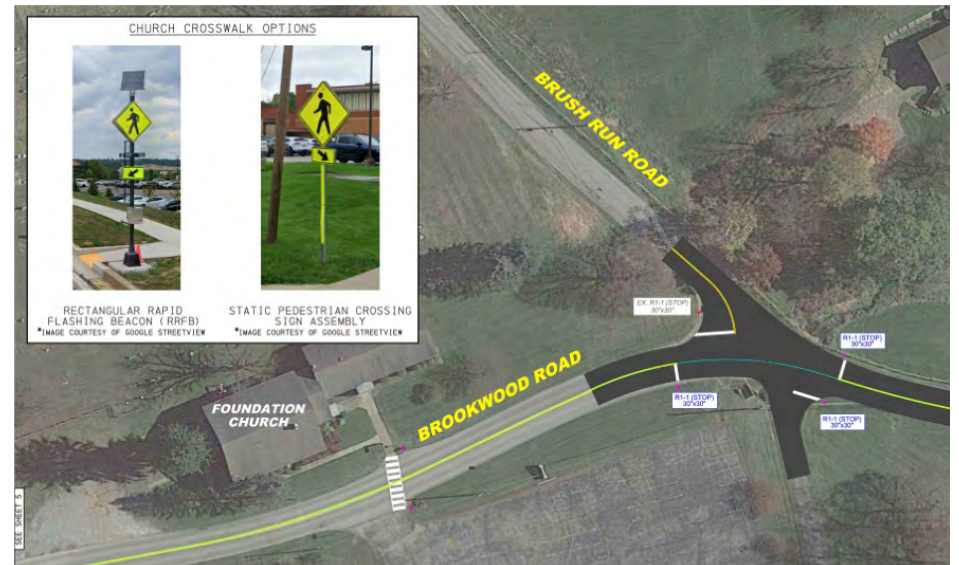 CHURCH CROSSWALK OPTIONS
RECTANGULAR RAPID
FLASHING BEACON (RRFB)
*IMAGE COURTESY OF GOOGLE STREETVIEW
STATIC PEDESTRIAN CROSSING
SIGN ASSEMBLY
*IMAGE COURTESY OF GOOGLE STREETVIEW
BRUSH RUN ROAD
EX. R1-1 (STOP)
30"x30"
R1-1 (STOP)
30"x30"
BROOKWOOD ROAD
R1-1 (STOP)
30"x30"
R1-1 (STOP)
30"x30"
FOUNDATION
CHURCH
SEE SHEET 5